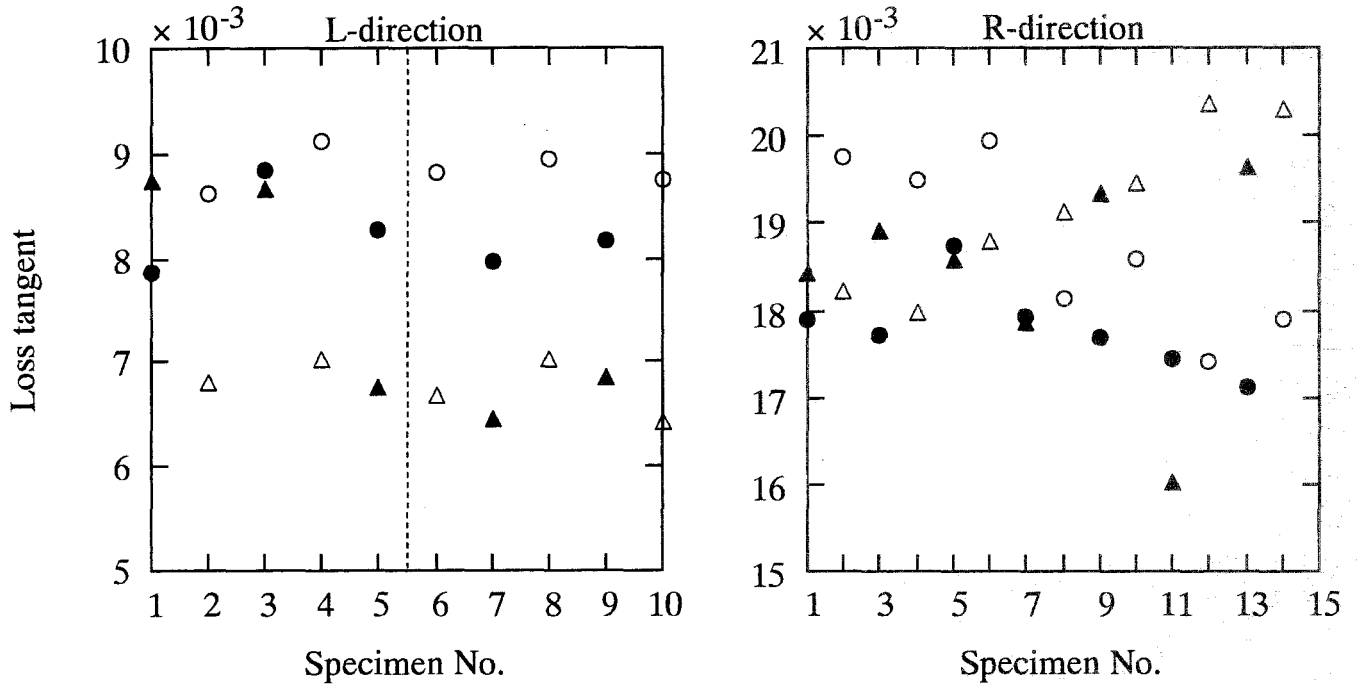 × 10⁻³
L-direction
10
9
8
7
6
5
1 2 3 4 5 6 7 8 9 10
Specimen No.
Loss tangent
× 10⁻³
R-direction
21
20
19
18
17
16
15
1 3 5 7 9 11 13 15
Specimen No.